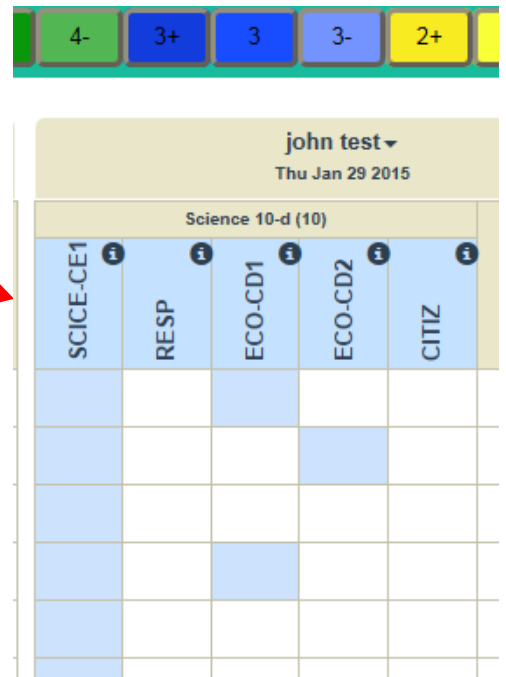 4- 3+ 3 3- 2+
john test
Thu Jan 29 2015
Science 10-d (10)
SCICE-CE1 RESP ECO-CD1 ECO-CD2 CITIZ